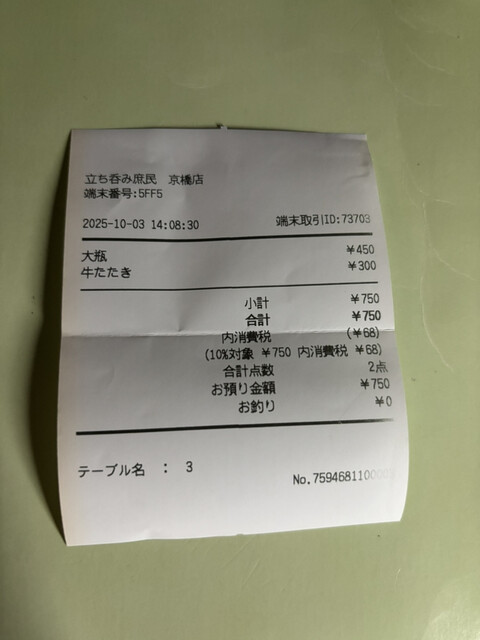 立ち呑み庶民 京橋店
端末番号:5FF5
2025-10-03 14:08:30 端末取引ID:73703
大瓶 ¥450
牛たたき ¥300
小計 ¥750
合計 ¥750
内消費税 (¥68)
(10%対象 ¥750 内消費税 ¥68)
合計点数 2点
お預り金額 ¥750
お釣り ¥0
テーブル名 : 3